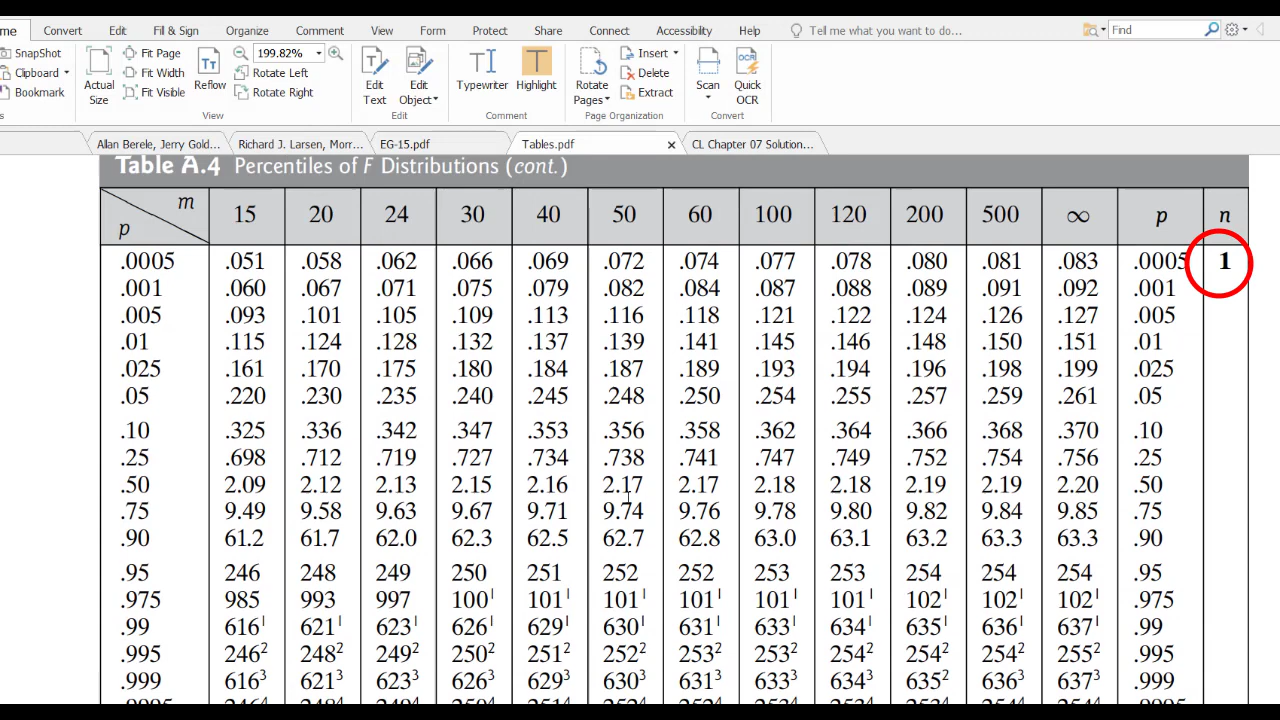 me Convert Edit Fill & Sign Organize Comment View Form Protect Share Connect Accessibility Help Tell me what you want to do... Find
SnapShot
Clipboard
Bookmark
Actual Size
Fit Page
Fit Width
Fit Visible
Reflow
199.82%
Rotate Left
Rotate Right
View
Edit Text
Edit Object
Edit
Typewriter
Highlight
Comment
Rotate Pages
Insert
Delete
Extract
Page Organization
Scan
Quick OCR
Convert
Allan Berele, Jerry Gold... Richard J. Larsen, Morr... EG-15.pdf Tables.pdf CL Chapter 07 Solution...
Table A.4 Percentiles of F Distributions (cont.)
p m 15 20 24 30 40 50 60 100 120 200 500 ∞ p n
.0005 .051 .058 .062 .066 .069 .072 .074 .077 .078 .080 .081 .083 .0005 1
.001 .060 .067 .071 .075 .079 .082 .084 .087 .088 .089 .091 .092 .001
.005 .093 .101 .105 .109 .113 .116 .118 .121 .122 .124 .126 .127 .005
.01 .115 .124 .128 .132 .137 .139 .141 .145 .146 .148 .150 .151 .01
.025 .161 .170 .175 .180 .184 .187 .189 .193 .194 .196 .198 .199 .025
.05 .220 .230 .235 .240 .245 .248 .250 .254 .255 .257 .259 .261 .05
.10 .325 .336 .342 .347 .353 .356 .358 .362 .364 .366 .368 .370 .10
.25 .698 .712 .719 .727 .734 .738 .741 .747 .749 .752 .754 .756 .25
.50 2.09 2.12 2.13 2.15 2.16 2.17 2.17 2.18 2.18 2.19 2.19 2.20 .50
.75 9.49 9.58 9.63 9.67 9.71 9.74 9.76 9.78 9.80 9.82 9.84 9.85 .75
.90 61.2 61.7 62.0 62.3 62.5 62.7 62.8 63.0 63.1 63.2 63.3 63.3 .90
.95 246 248 249 250 251 252 252 253 253 254 254 254 .95
.975 985 993 997 100¹ 101¹ 101¹ 101¹ 101¹ 101¹ 102¹ 102¹ 102¹ .975
.99 616¹ 621¹ 623¹ 626¹ 629¹ 630¹ 631¹ 633¹ 634¹ 635¹ 636¹ 637¹ .99
.995 246² 248² 249² 250² 251² 252² 253² 253² 254² 254² 254² 255² .995
.999 616³ 621³ 623³ 626³ 629³ 630³ 631³ 633³ 634³ 635² 636³ 637³ .999